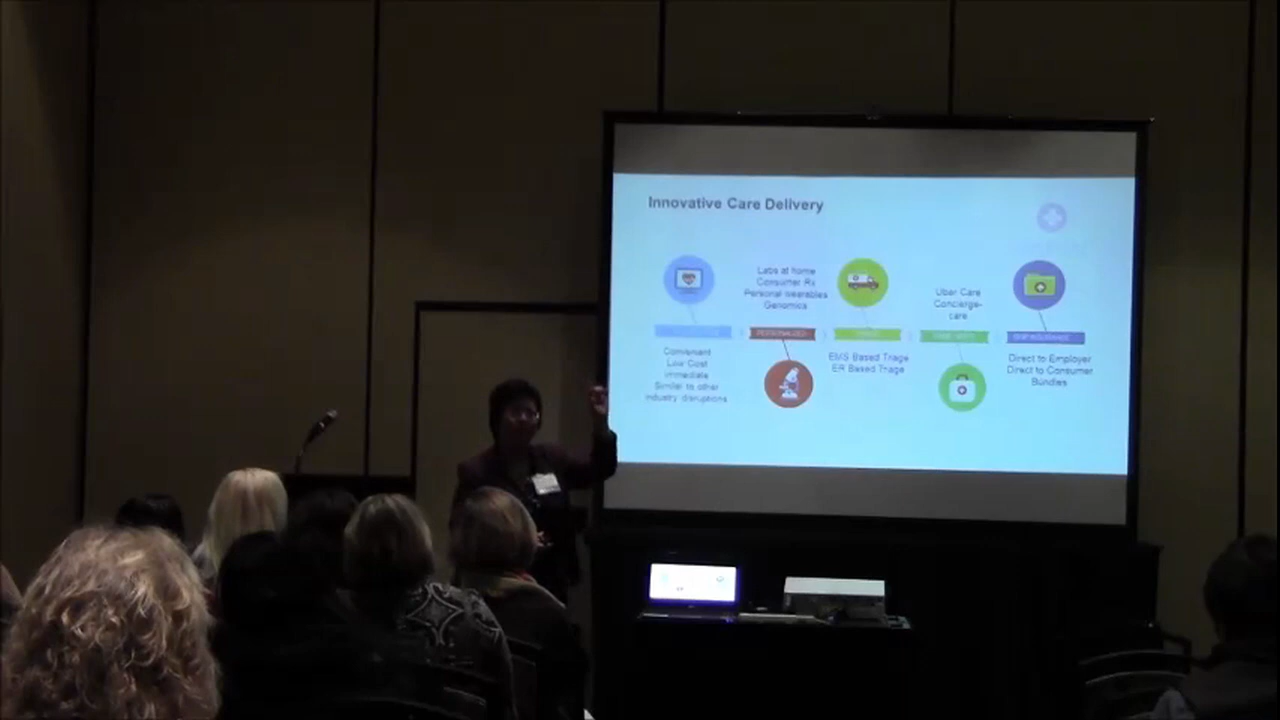 Innovative Care Delivery
Labs at home
Consumer Rx
Personal wearables
Genomics
Uber Care
Concierge-
care
PERSONALIZED
Convenient
Low Cost
Immediate
Similar to other
industry disruptions
EMS Based Triage
ER Based Triage
Direct to Employer
Direct to Consumer
Bundles